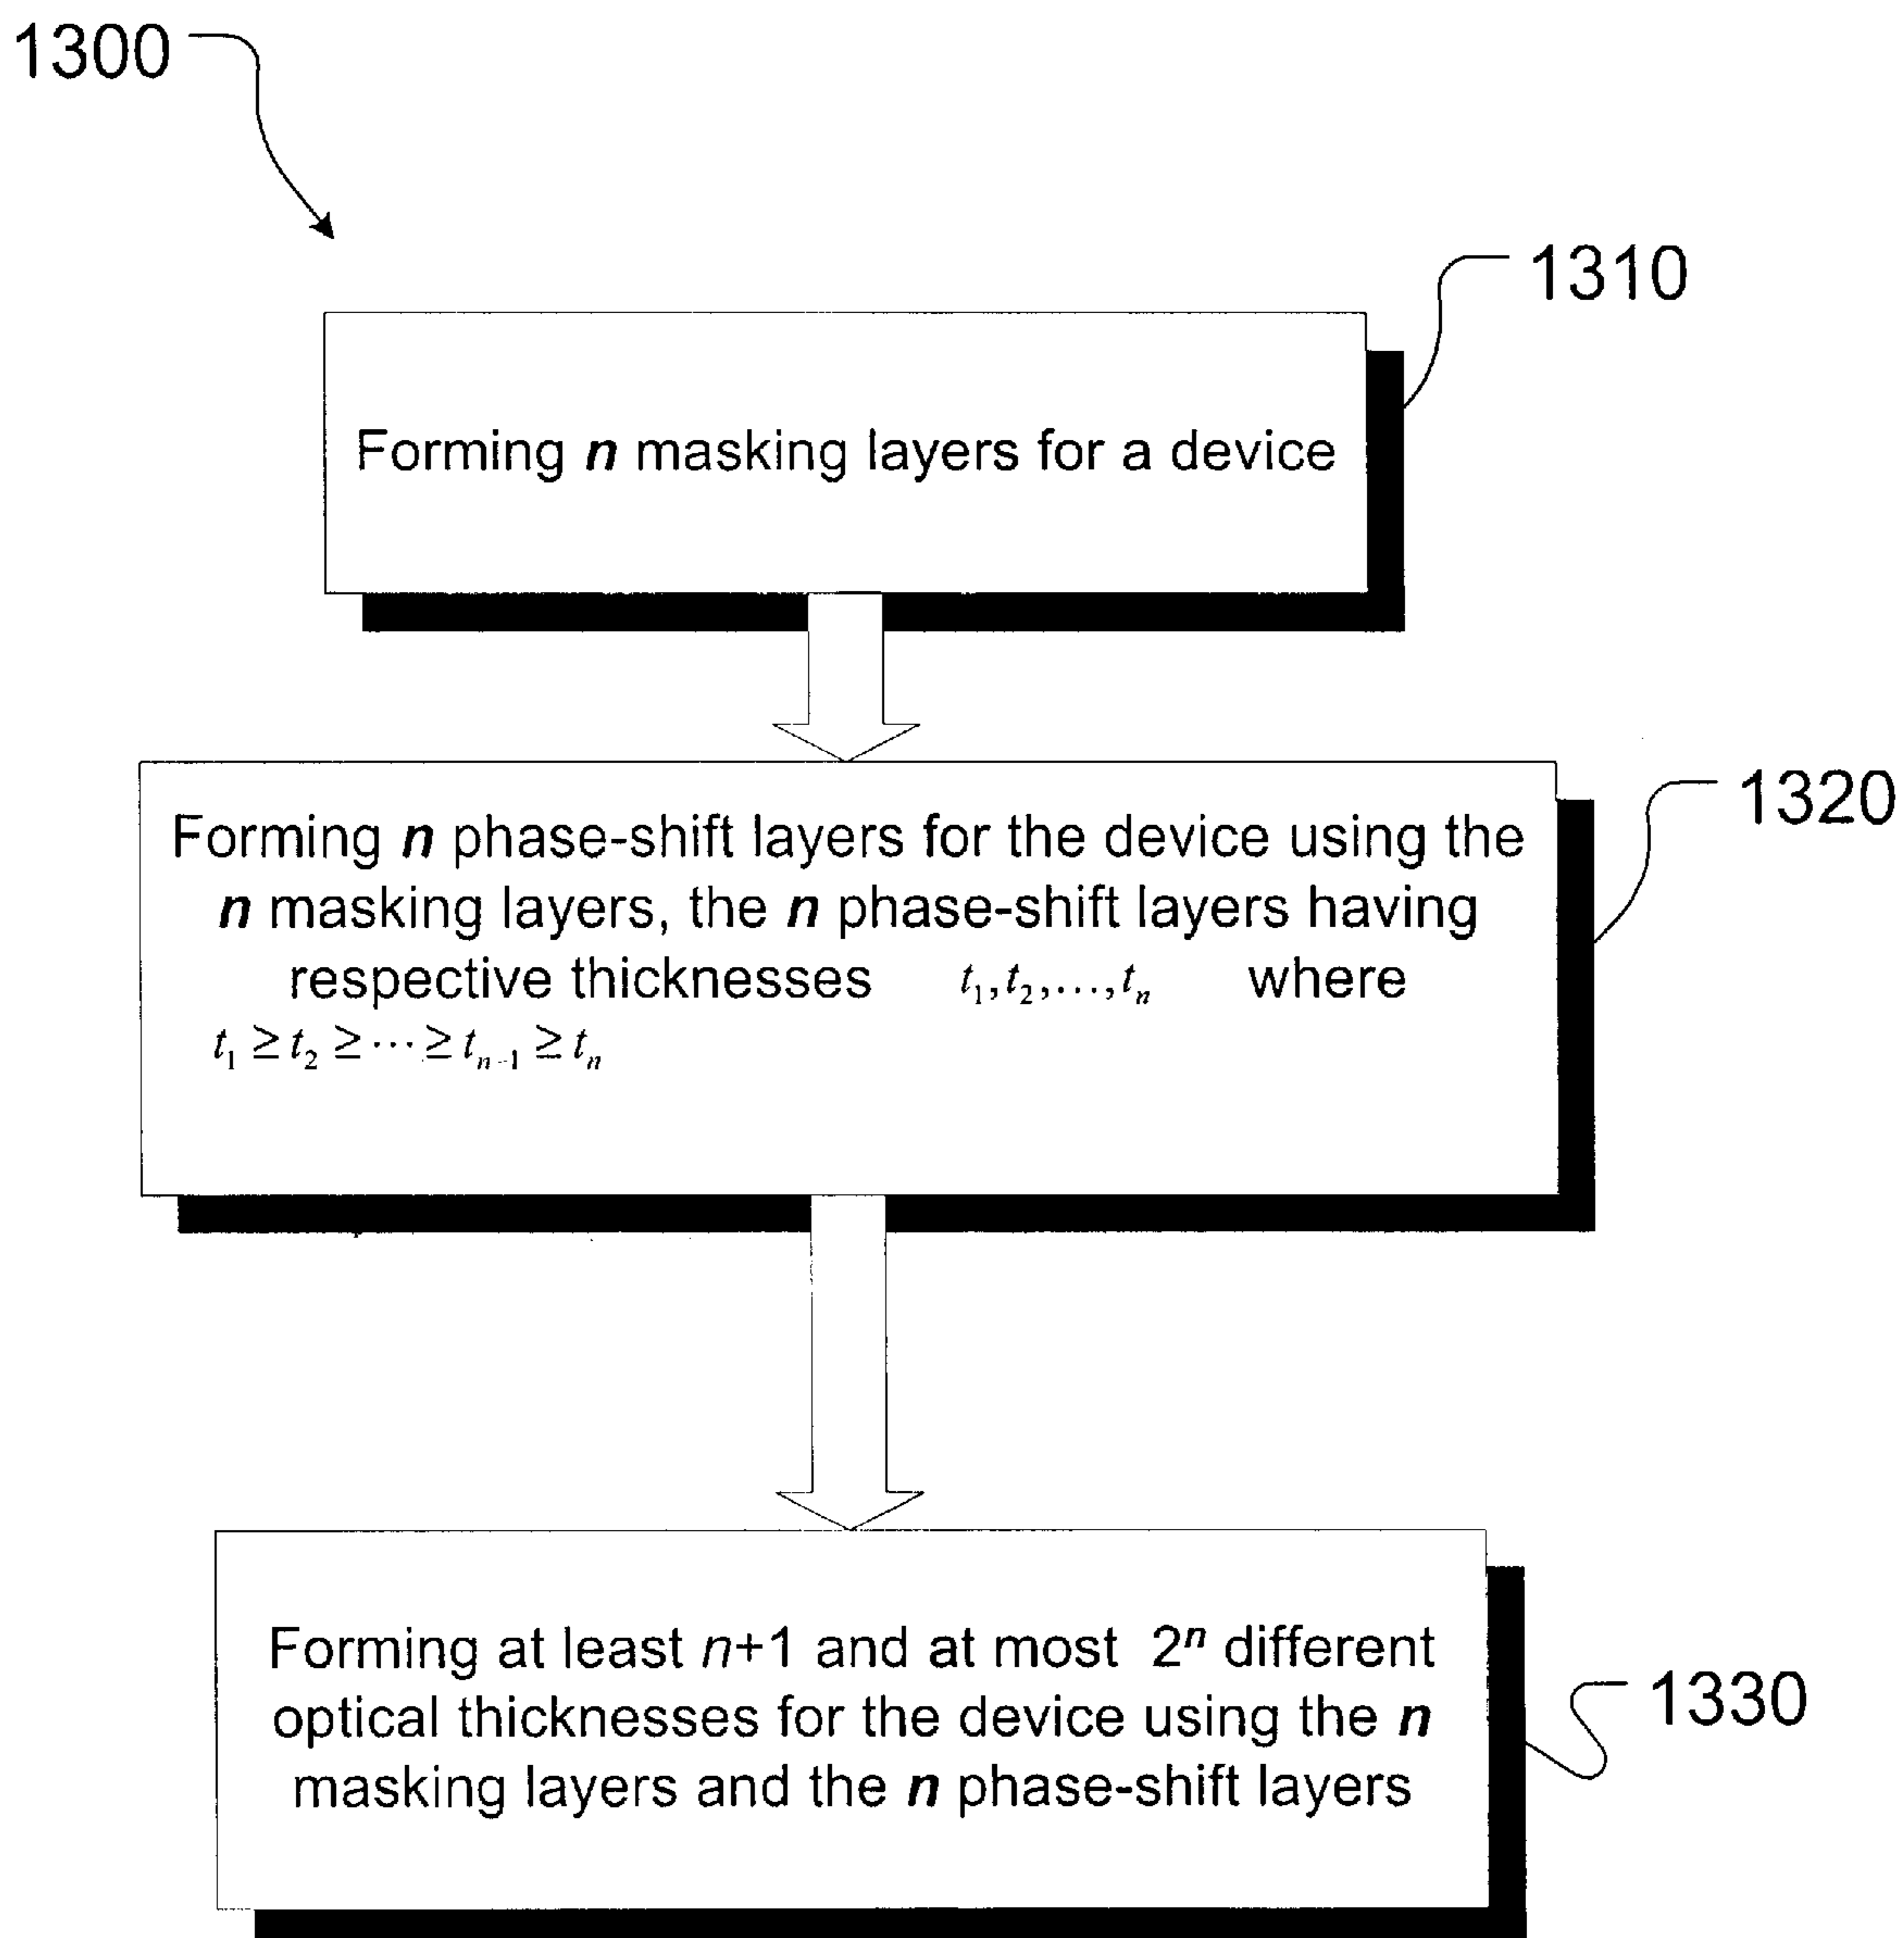 1300
1310
Forming n masking layers for a device
1320
Forming n phase-shift layers for the device using the
n masking layers, the n phase-shift layers having
respective thicknesses t₁,t₂,…,tₙ where
t₁ ≥ t₂ ≥ ⋯ ≥ tₙ₋₁ ≥ tₙ
Forming at least n+1 and at most 2ⁿ different
optical thicknesses for the device using the n
masking layers and the n phase-shift layers
1330